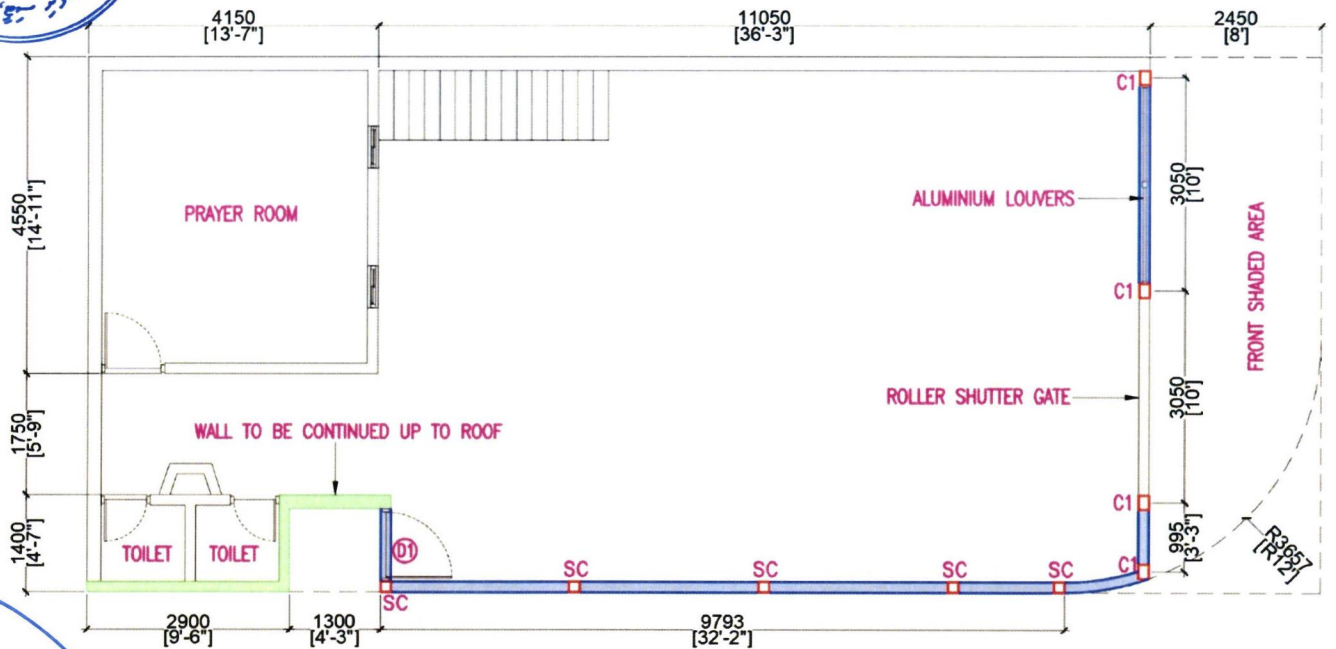 4150
[13'-7"]
11050
[36'-3"]
2450
[8']
C1
4550
[14'-11"]
PRAYER ROOM
ALUMINIUM LOUVERS
3050
[10']
FRONT SHADED AREA
C1
ROLLER SHUTTER GATE
3050
[10']
1750
[5'-9"]
WALL TO BE CONTINUED UP TO ROOF
C1
1400
[4'-7"]
TOILET
TOILET
D1
995
[3'-3"]
R3657
[R12']
SC
SC
SC
SC
C1
SC
2900
[9'-6"]
1300
[4'-3"]
9793
[32'-2"]